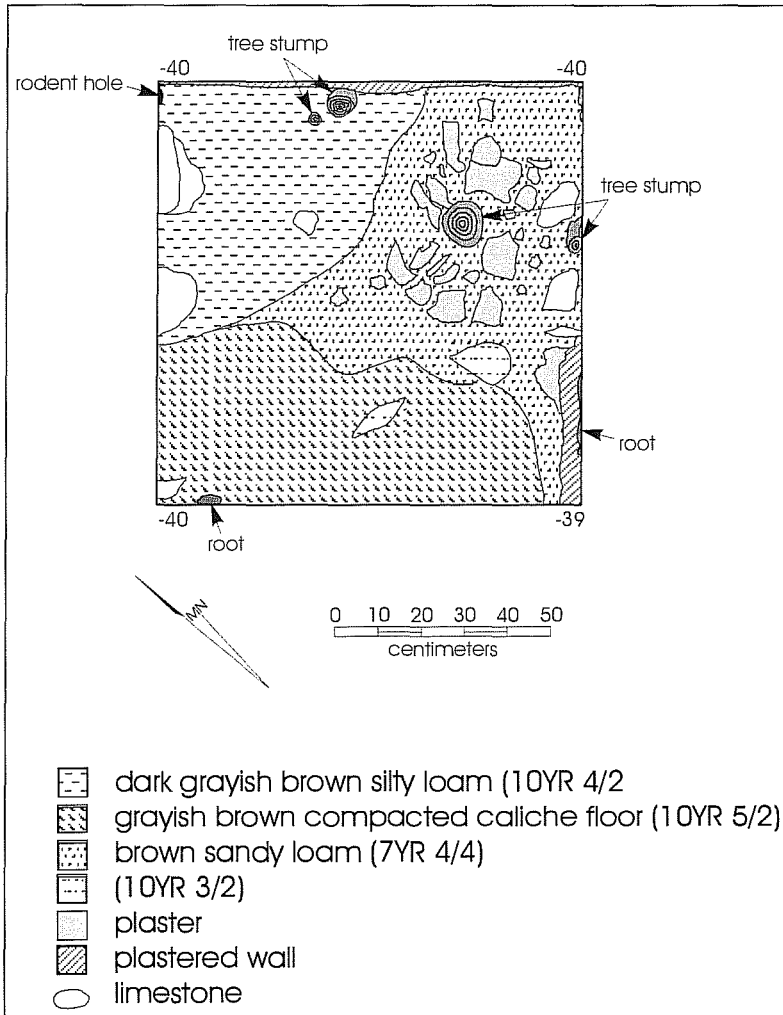 tree stump
-40
-40
rodent hole
tree stump
root
-40
-39
root
MN
0 10 20 30 40 50
centimeters
dark grayish brown silty loam (10YR 4/2
grayish brown compacted caliche floor (10YR 5/2)
brown sandy loam (7YR 4/4)
(10YR 3/2)
plaster
plastered wall
limestone